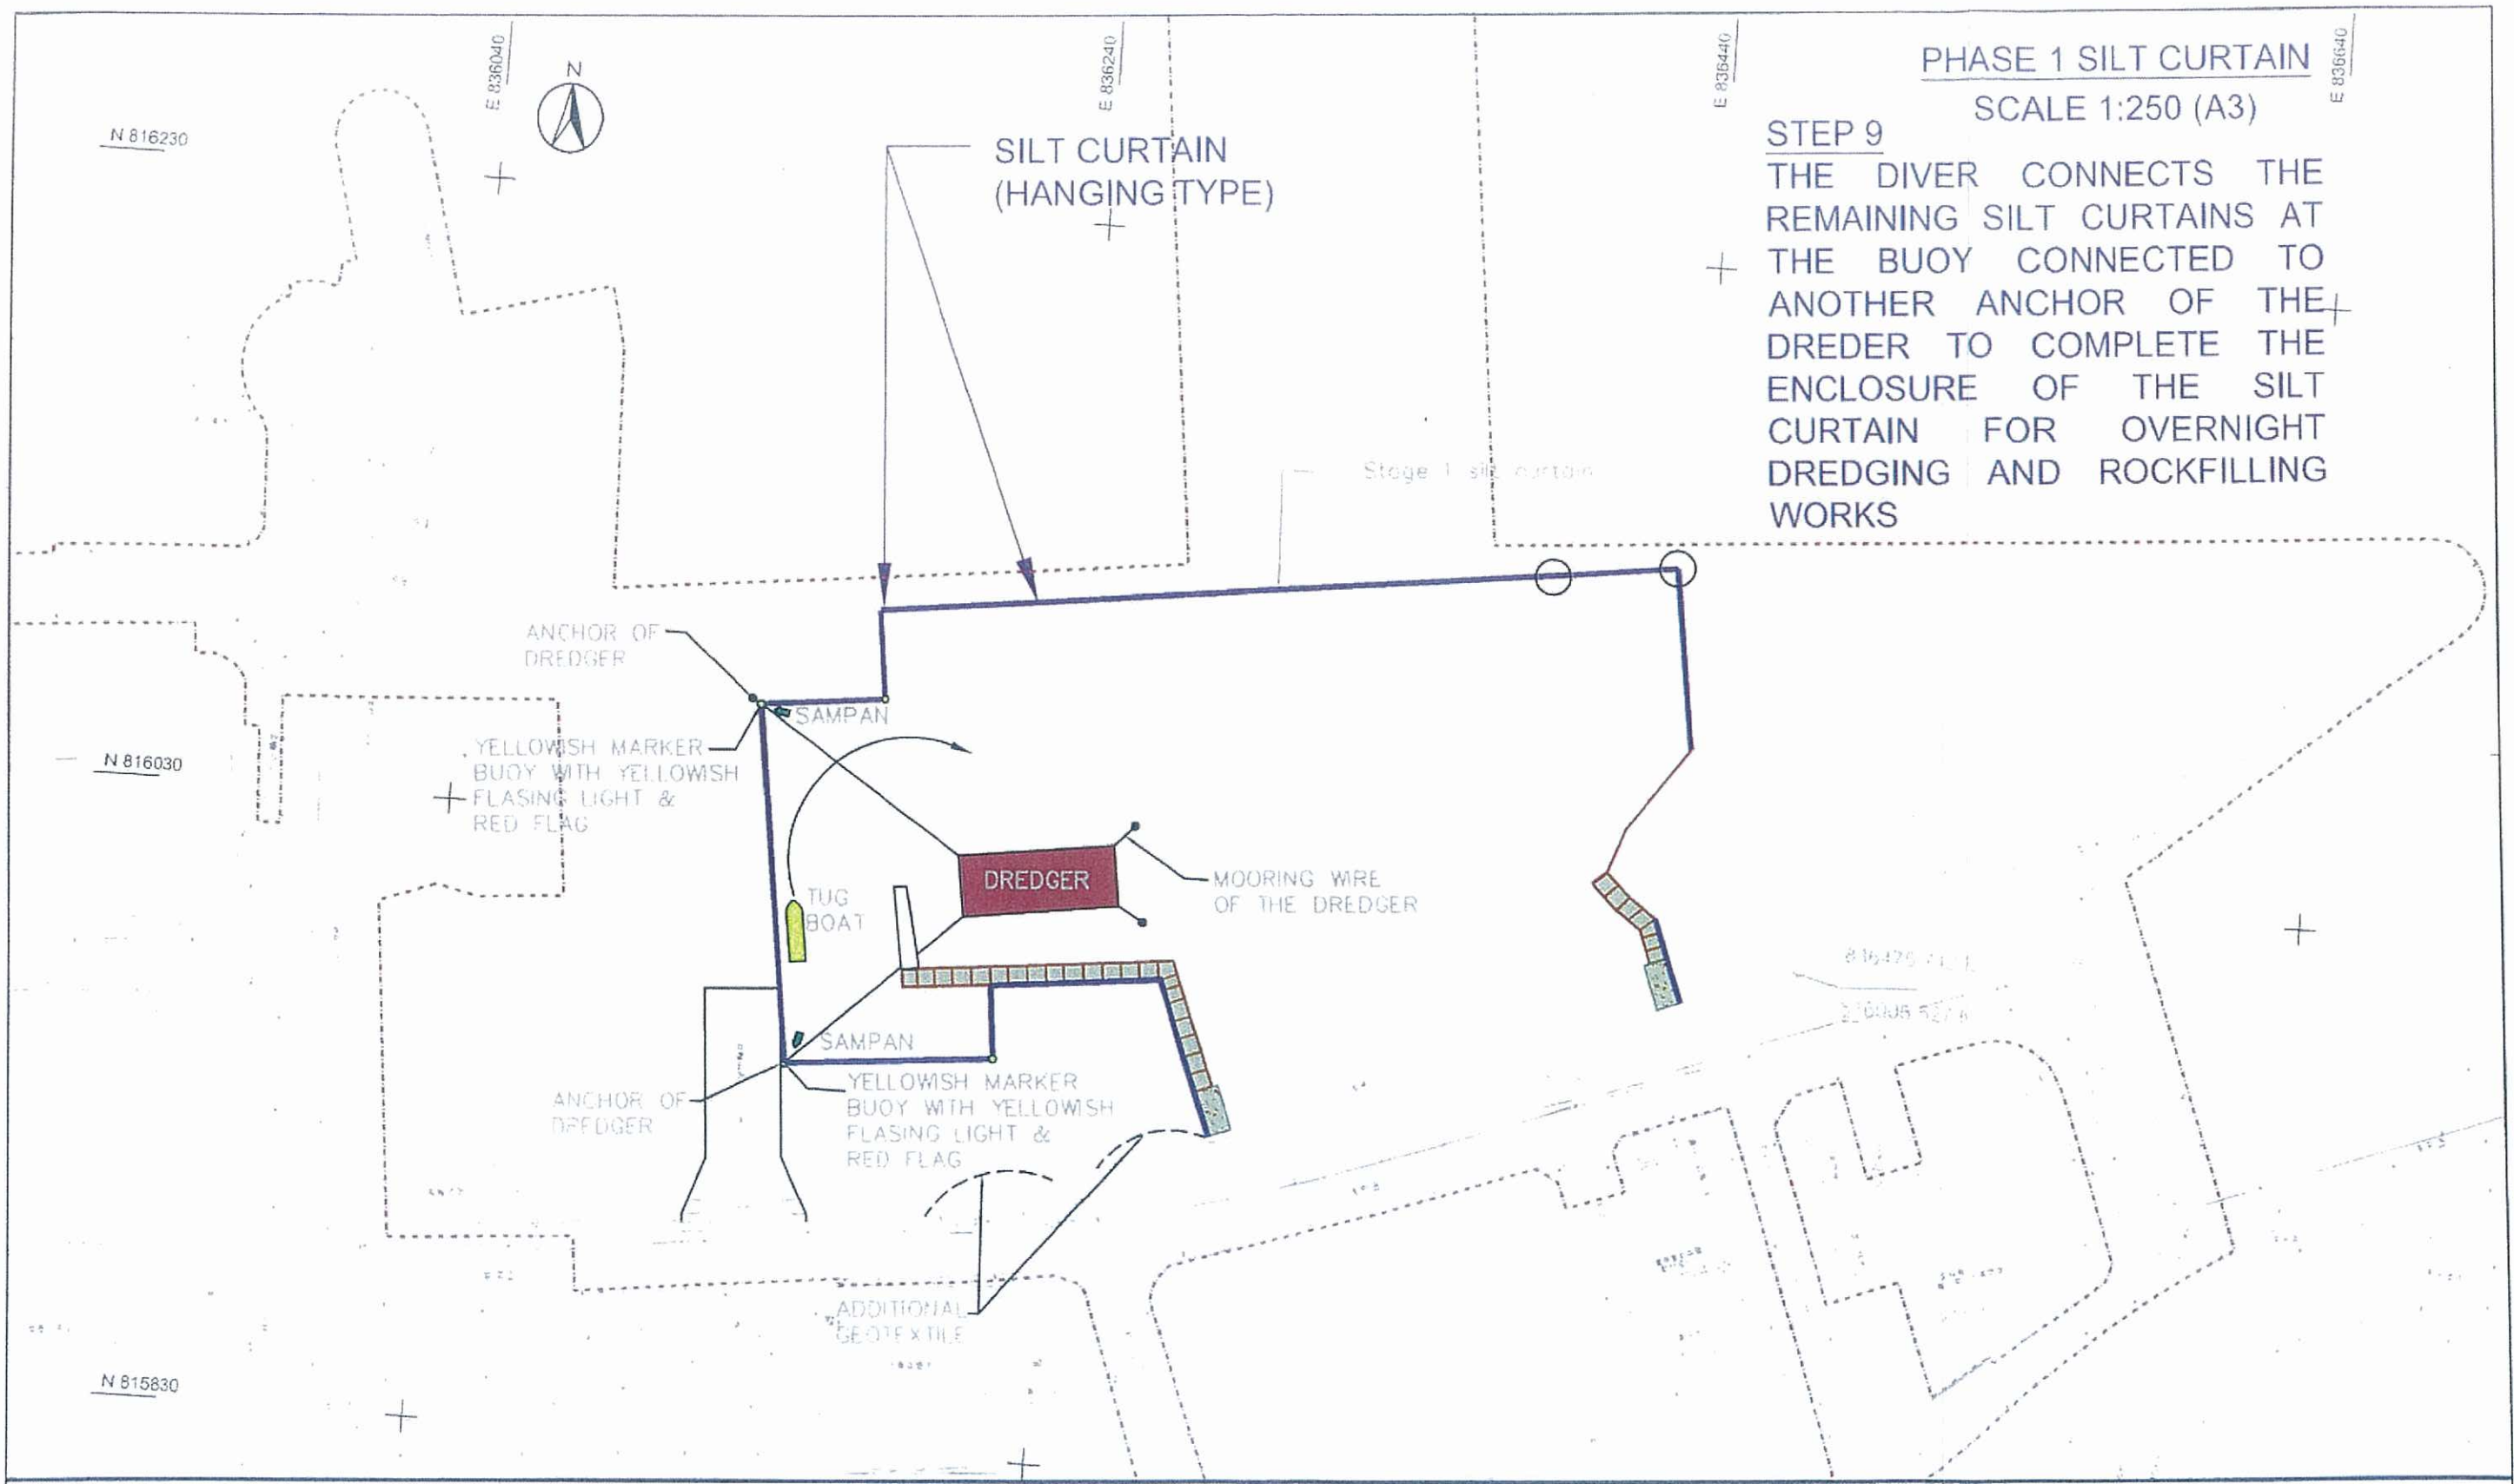 E 836040
E 836240
E 836440
E 836640
N
PHASE 1 SILT CURTAIN
SCALE 1:250 (A3)
N 816230
SILT CURTAIN
(HANGING TYPE)
STEP 9
THE DIVER CONNECTS THE
REMAINING SILT CURTAINS AT
THE BUOY CONNECTED TO
ANOTHER ANCHOR OF THE
DREDER TO COMPLETE THE
ENCLOSURE OF THE SILT
CURTAIN FOR OVERNIGHT
DREDGING AND ROCKFILLING
WORKS
Stage 1 silt curtain
ANCHOR OF
DREDGER
SAMPAN
YELLOWISH MARKER
BUOY WITH YELLOWISH
FLASING LIGHT &
RED FLAG
N 816030
DREDGER
MOORING WIRE
OF THE DREDGER
TUG
BOAT
SAMPAN
YELLOWISH MARKER
BUOY WITH YELLOWISH
FLASING LIGHT &
RED FLAG
ANCHOR OF
DREDGER
ADDITIONAL
GEOTEXTILE
N 815830